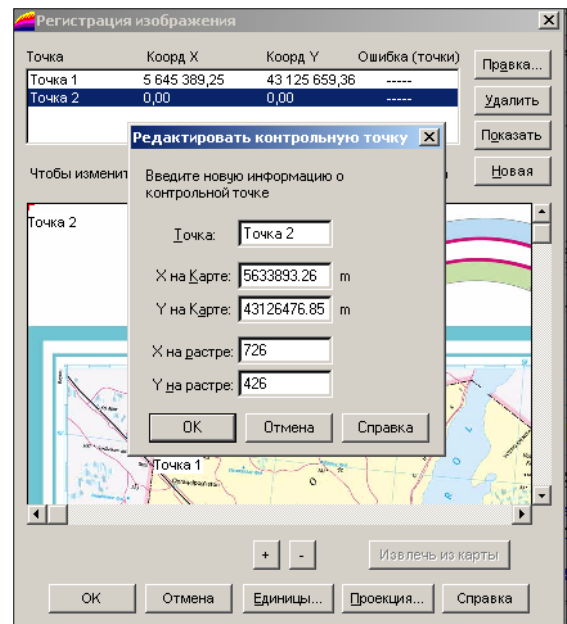 Регистрация изображения
Точка Коорд X Коорд Y Ошибка (точки)
Точка 1 5 645 389,25 43 125 659,36 -----
Точка 2 0,00 0,00 -----
Правка...
Удалить
Показать
Новая
Чтобы изменит
Редактировать контрольную точку
Введите новую информацию о
контрольной точке
Точка: Точка 2
X на Карте: 5633893.26 m
Y на Карте: 43126476.85 m
X на растре: 726
Y на растре: 426
OK Отмена Справка
Точка 2
Точка 1
+ - Извлечь из карты
OK Отмена Единицы... Проекция... Справка